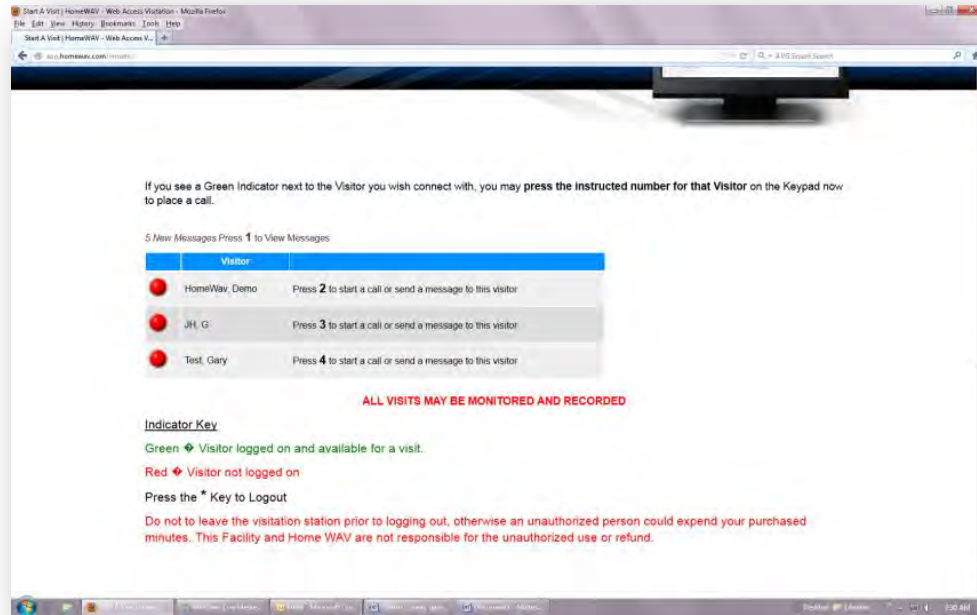 Start A Visit | HomeWAV - Web Access Visitation - Mozilla Firefox
File Edit View History Bookmarks Tools Help
Start A Visit | HomeWAV - Web Access V...
homewav.com
If you see a Green Indicator next to the Visitor you wish connect with, you may press the instructed number for that Visitor on the Keypad now
to place a call.
5 New Messages Press 1 to View Messages
Visitor
HomeWav, Demo Press 2 to start a call or send a message to this visitor
JH, G Press 3 to start a call or send a message to this visitor
Test, Gary Press 4 to start a call or send a message to this visitor
ALL VISITS MAY BE MONITORED AND RECORDED
Indicator Key
Green � Visitor logged on and available for a visit.
Red � Visitor not logged on
Press the * Key to Logout
Do not to leave the visitation station prior to logging out, otherwise an unauthorized person could expend your purchased
minutes. This Facility and Home WAV are not responsible for the unauthorized use or refund.